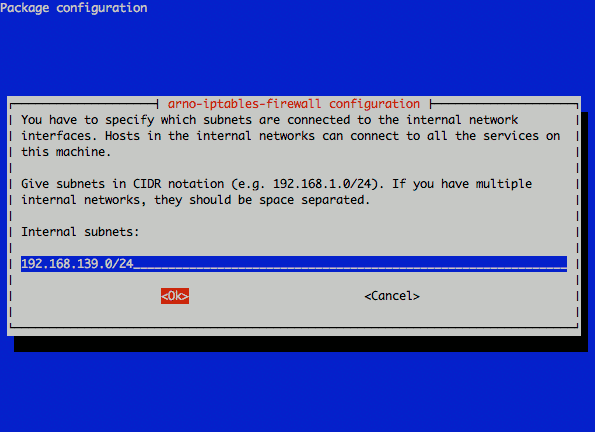 Package configuration
arno-iptables-firewall configuration
You have to specify which subnets are connected to the internal network
interfaces. Hosts in the internal networks can connect to all the services on
this machine.
Give subnets in CIDR notation (e.g. 192.168.1.0/24). If you have multiple
internal networks, they should be space separated.
Internal subnets:
192.168.139.0/24
<Ok> <Cancel>